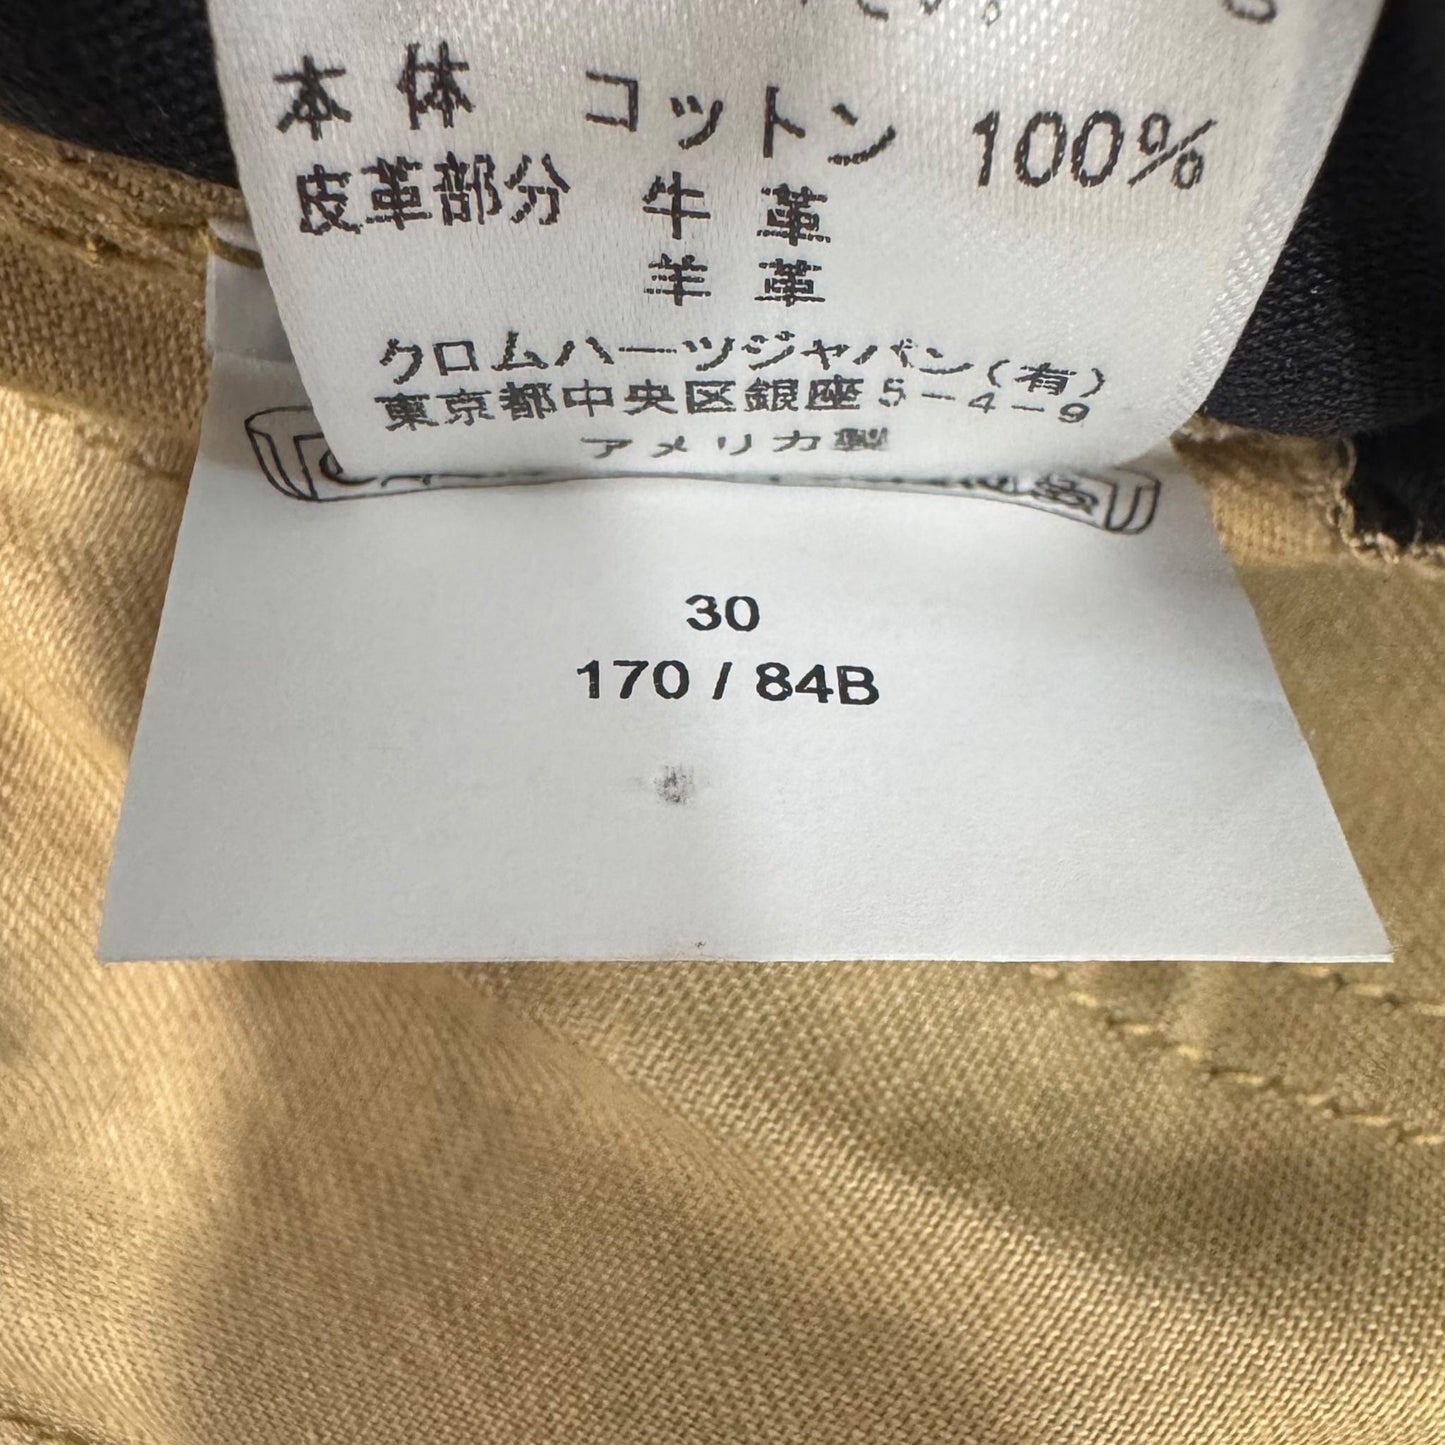 本体 コットン 100%
皮革部分 牛革
羊革
クロムハーツジャパン(有)
東京都中央区銀座5-4-9
アメリカ製
30
170 / 84B